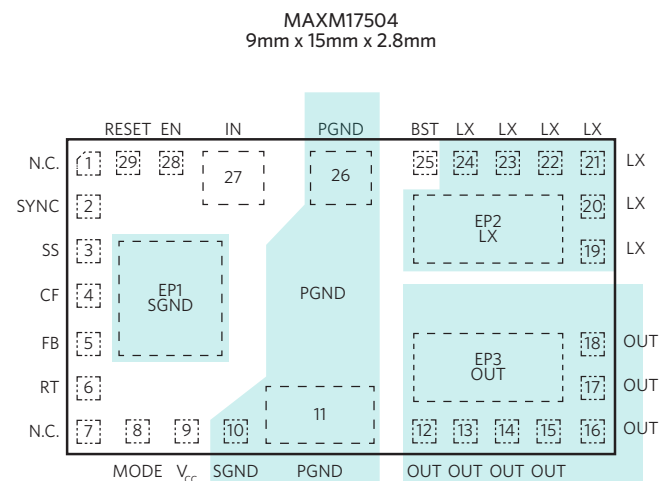 MAXM17504
9mm x 15mm x 2.8mm
RESET EN IN PGND BST LX LX LX LX
N.C. 1 29 28 27 26 25 24 23 22 21 LX
SYNC 2 EP2 LX 20 LX
SS 3 19 LX
CF 4 EP1 SGND PGND
FB 5 EP3 OUT 18 OUT
RT 6 17 OUT
N.C. 7 8 9 10 11 12 13 14 15 16 OUT
MODE VCC SGND PGND OUT OUT OUT OUT